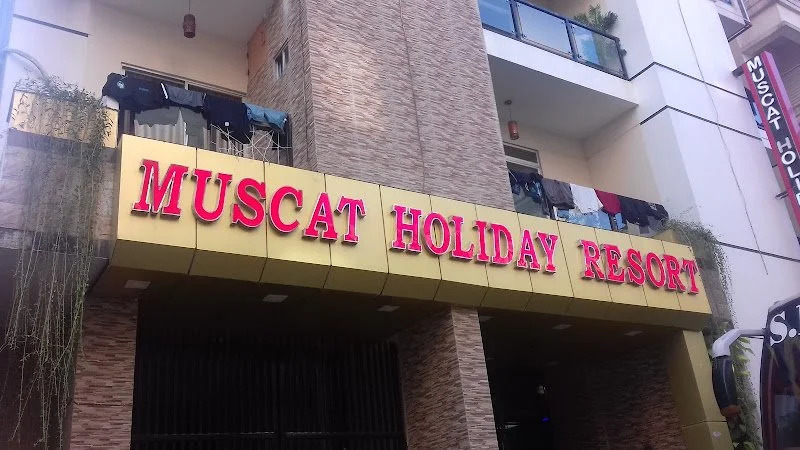 MUSCAT HOLIDAY RESORT
MUSCAT HOLI
S.